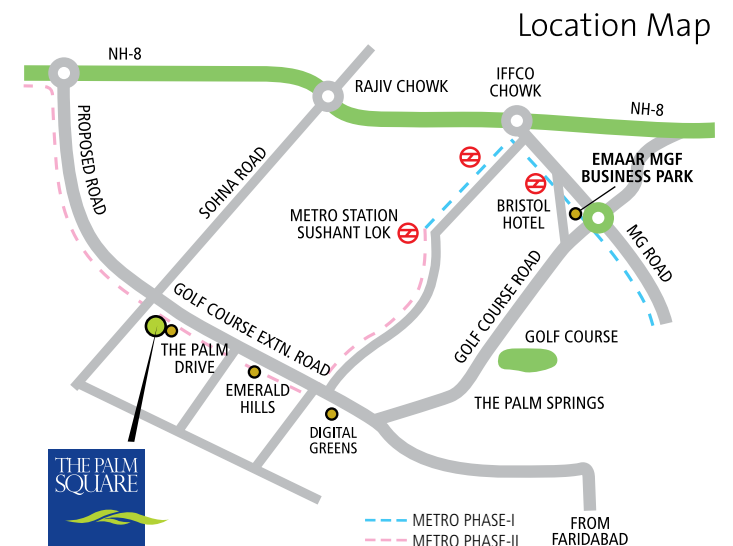 Location Map
NH-8
RAJIV CHOWK
IFFCO
CHOWK
NH-8
PROPOSED ROAD
SOHNA ROAD
EMAAR MGF
BUSINESS PARK
METRO STATION
SUSHANT LOK
BRISTOL
HOTEL
MG ROAD
GOLF COURSE EXTN. ROAD
GOLF COURSE ROAD
GOLF COURSE
THE PALM
DRIVE
EMERALD
HILLS
THE PALM SPRINGS
DIGITAL
GREENS
THE PALM
SQUARE
METRO PHASE-I
METRO PHASE-II
FROM
FARIDABAD